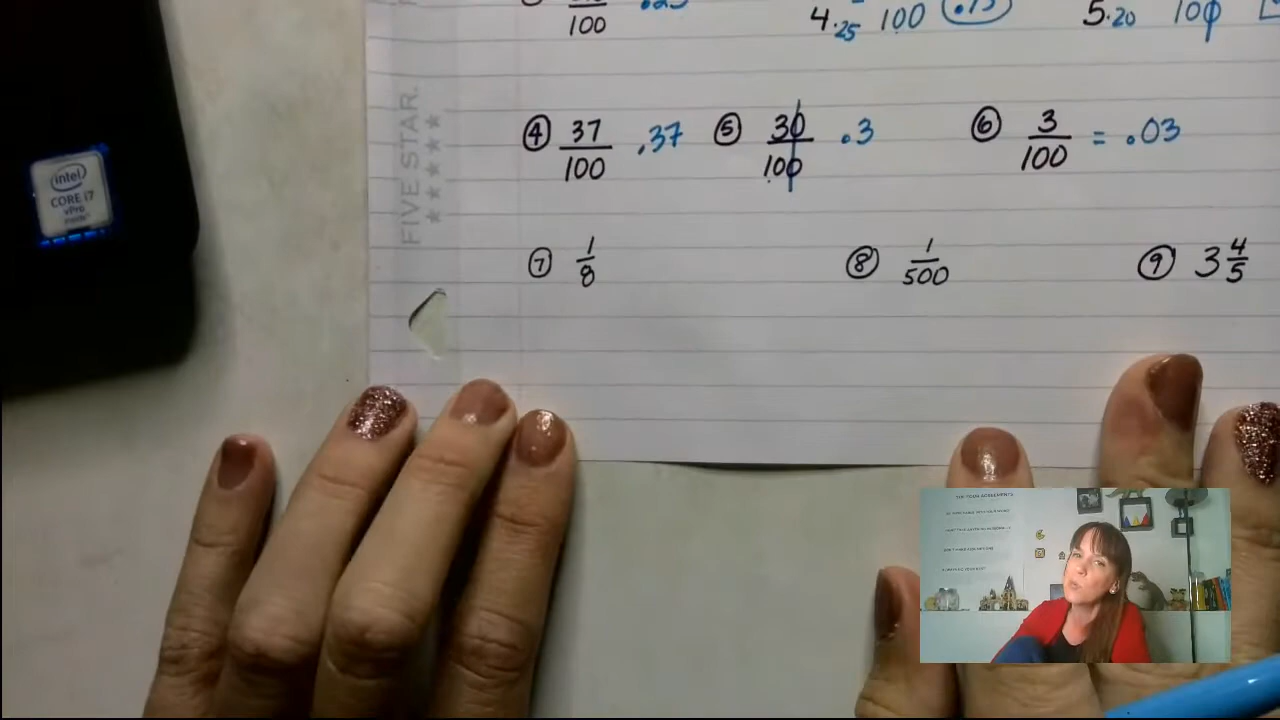 100 .25 4·25 100 .75 5·20 100
④ 37/100 .37 ⑤ 30/100 .3 ⑥ 3/100 = .03
⑦ 1/8 ⑧ 1/500 ⑨ 3 4/5
FIVE STAR.
intel
CORE i7
vPro
inside